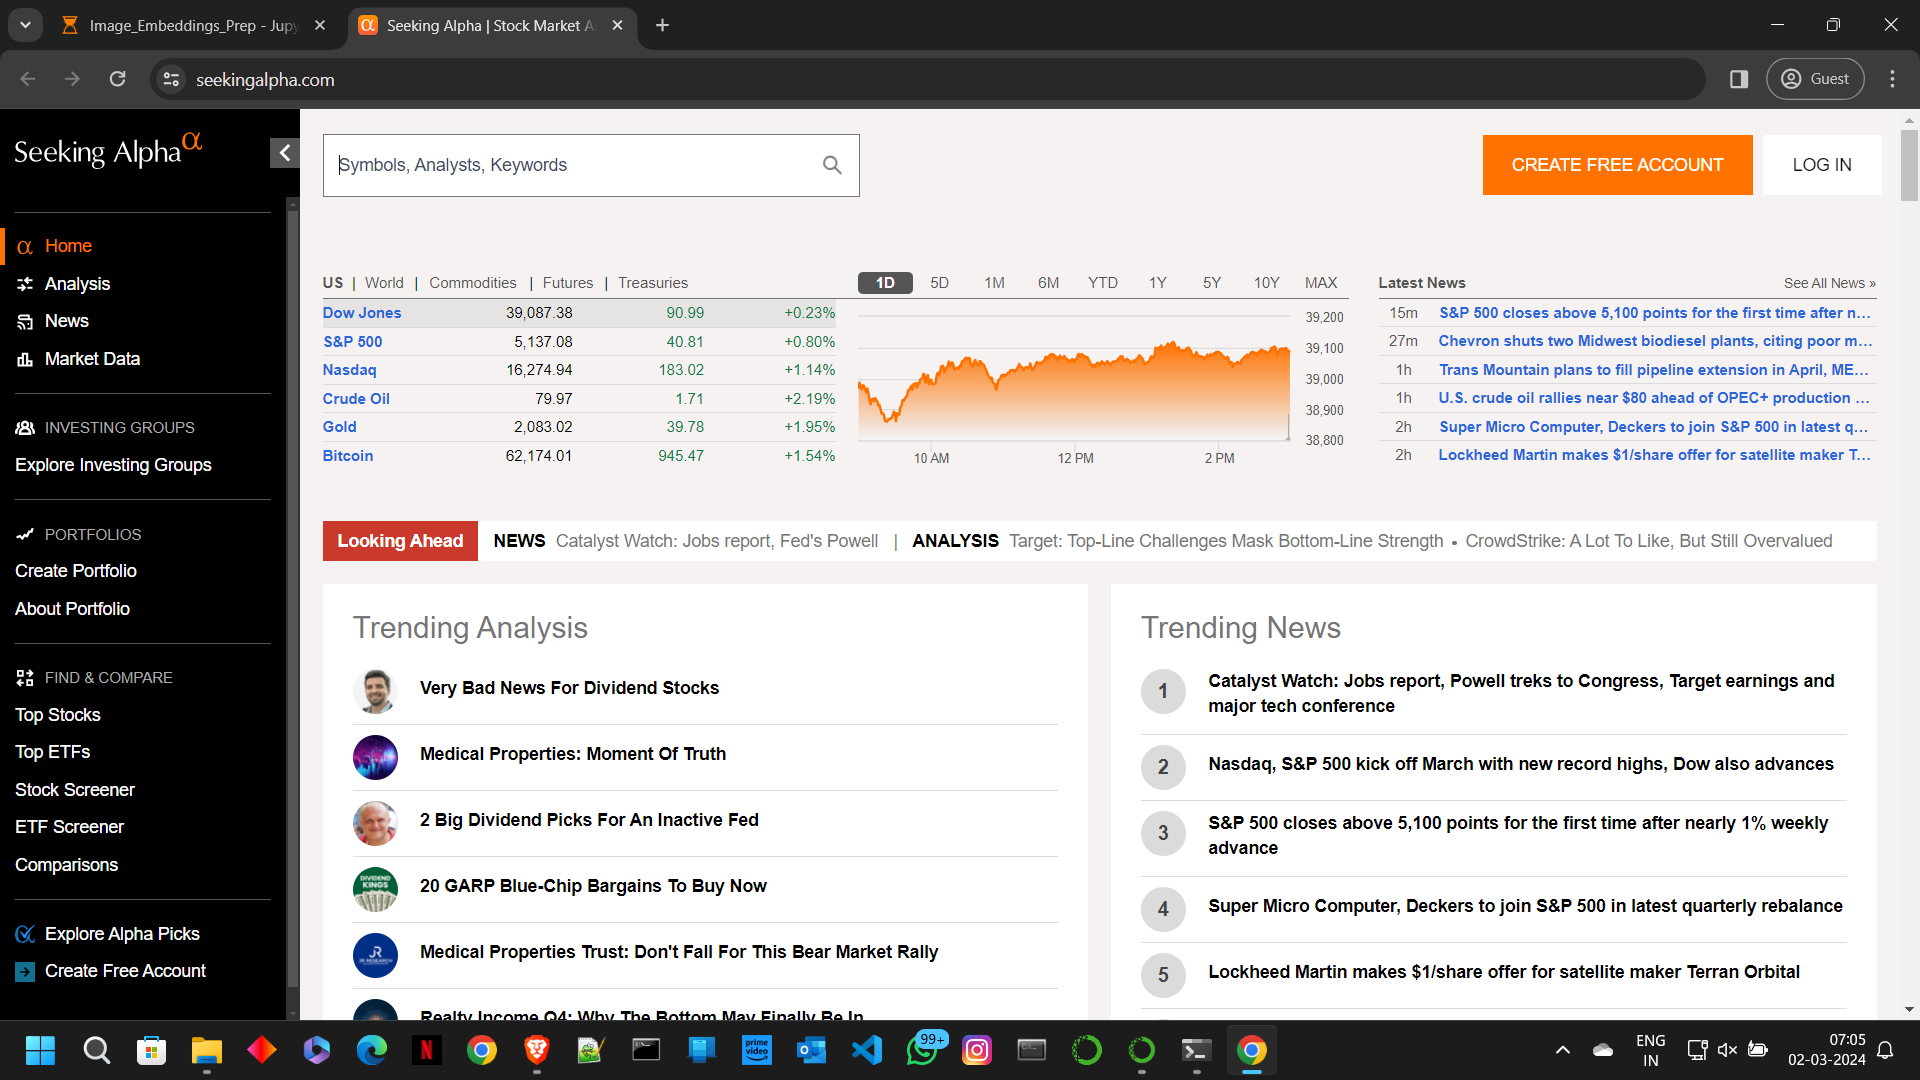 Image_Embeddings_Prep - Jupy
Seeking Alpha | Stock Market A
seekingalpha.com
Guest
Seeking Alpha α
Symbols, Analysts, Keywords
CREATE FREE ACCOUNT
LOG IN
Home
Analysis
News
Market Data
INVESTING GROUPS
Explore Investing Groups
PORTFOLIOS
Create Portfolio
About Portfolio
FIND & COMPARE
Top Stocks
Top ETFs
Stock Screener
ETF Screener
Comparisons
Explore Alpha Picks
Create Free Account
US | World | Commodities | Futures | Treasuries
Dow Jones 39,087.38 90.99 +0.23%
S&P 500 5,137.08 40.81 +0.80%
Nasdaq 16,274.94 183.02 +1.14%
Crude Oil 79.97 1.71 +2.19%
Gold 2,083.02 39.78 +1.95%
Bitcoin 62,174.01 945.47 +1.54%
1D 5D 1M 6M YTD 1Y 5Y 10Y MAX
39,200
39,100
39,000
38,900
38,800
10 AM 12 PM 2 PM
Latest News See All News »
15m S&P 500 closes above 5,100 points for the first time after n...
27m Chevron shuts two Midwest biodiesel plants, citing poor m...
1h Trans Mountain plans to fill pipeline extension in April, ME...
1h U.S. crude oil rallies near $80 ahead of OPEC+ production ...
2h Super Micro Computer, Deckers to join S&P 500 in latest q...
2h Lockheed Martin makes $1/share offer for satellite maker T...
Looking Ahead NEWS Catalyst Watch: Jobs report, Fed's Powell | ANALYSIS Target: Top-Line Challenges Mask Bottom-Line Strength • CrowdStrike: A Lot To Like, But Still Overvalued
Trending Analysis
Very Bad News For Dividend Stocks
Medical Properties: Moment Of Truth
2 Big Dividend Picks For An Inactive Fed
DIVIDEND
KINGS
20 GARP Blue-Chip Bargains To Buy Now
JR
Medical Properties Trust: Don't Fall For This Bear Market Rally
Realty Income Q4: Why The Bottom May Finally Be In
Trending News
1 Catalyst Watch: Jobs report, Powell treks to Congress, Target earnings and
major tech conference
2 Nasdaq, S&P 500 kick off March with new record highs, Dow also advances
3 S&P 500 closes above 5,100 points for the first time after nearly 1% weekly
advance
4 Super Micro Computer, Deckers to join S&P 500 in latest quarterly rebalance
5 Lockheed Martin makes $1/share offer for satellite maker Terran Orbital
prime
video
99+
ENG
IN
07:05
02-03-2024